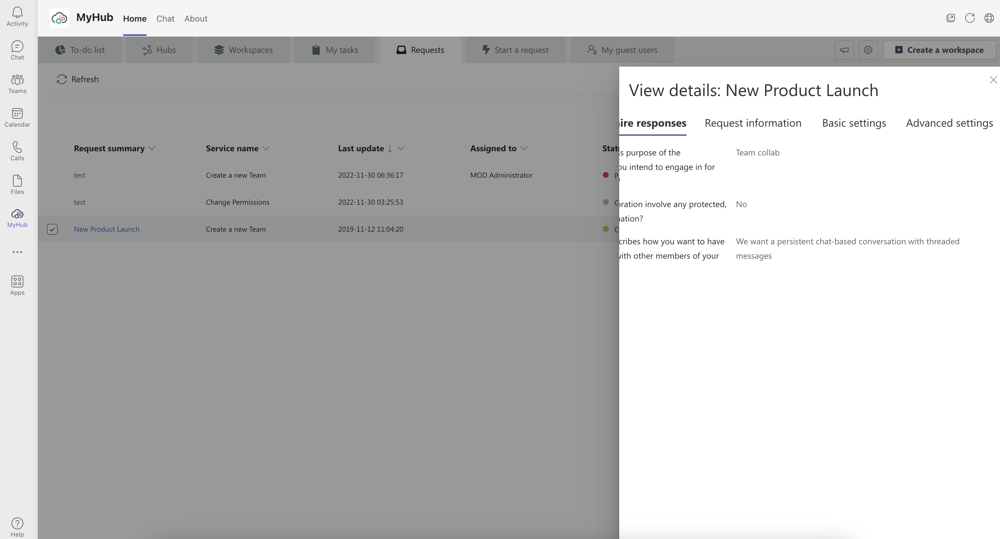 Activity
Chat
Teams
Calendar
Calls
Files
MyHub
Apps
Help
MyHub Home Chat About
To-do list Hubs Workspaces My tasks Requests Start a request My guest users Create a workspace
Refresh
Request summary Service name Last update Assigned to
test Create a new Team 2022-11-30 06:36:17 MOD Administrator
test Change Permissions 2022-11-30 03:25:53
New Product Launch Create a new Team 2019-11-12 11:04:20
View details: New Product Launch
responses Request information Basic settings Advanced settings
purpose of the Team collab
intend to engage in for
involve any protected, No
how you want to have We want a persistent chat-based conversation with threaded
other members of your messages